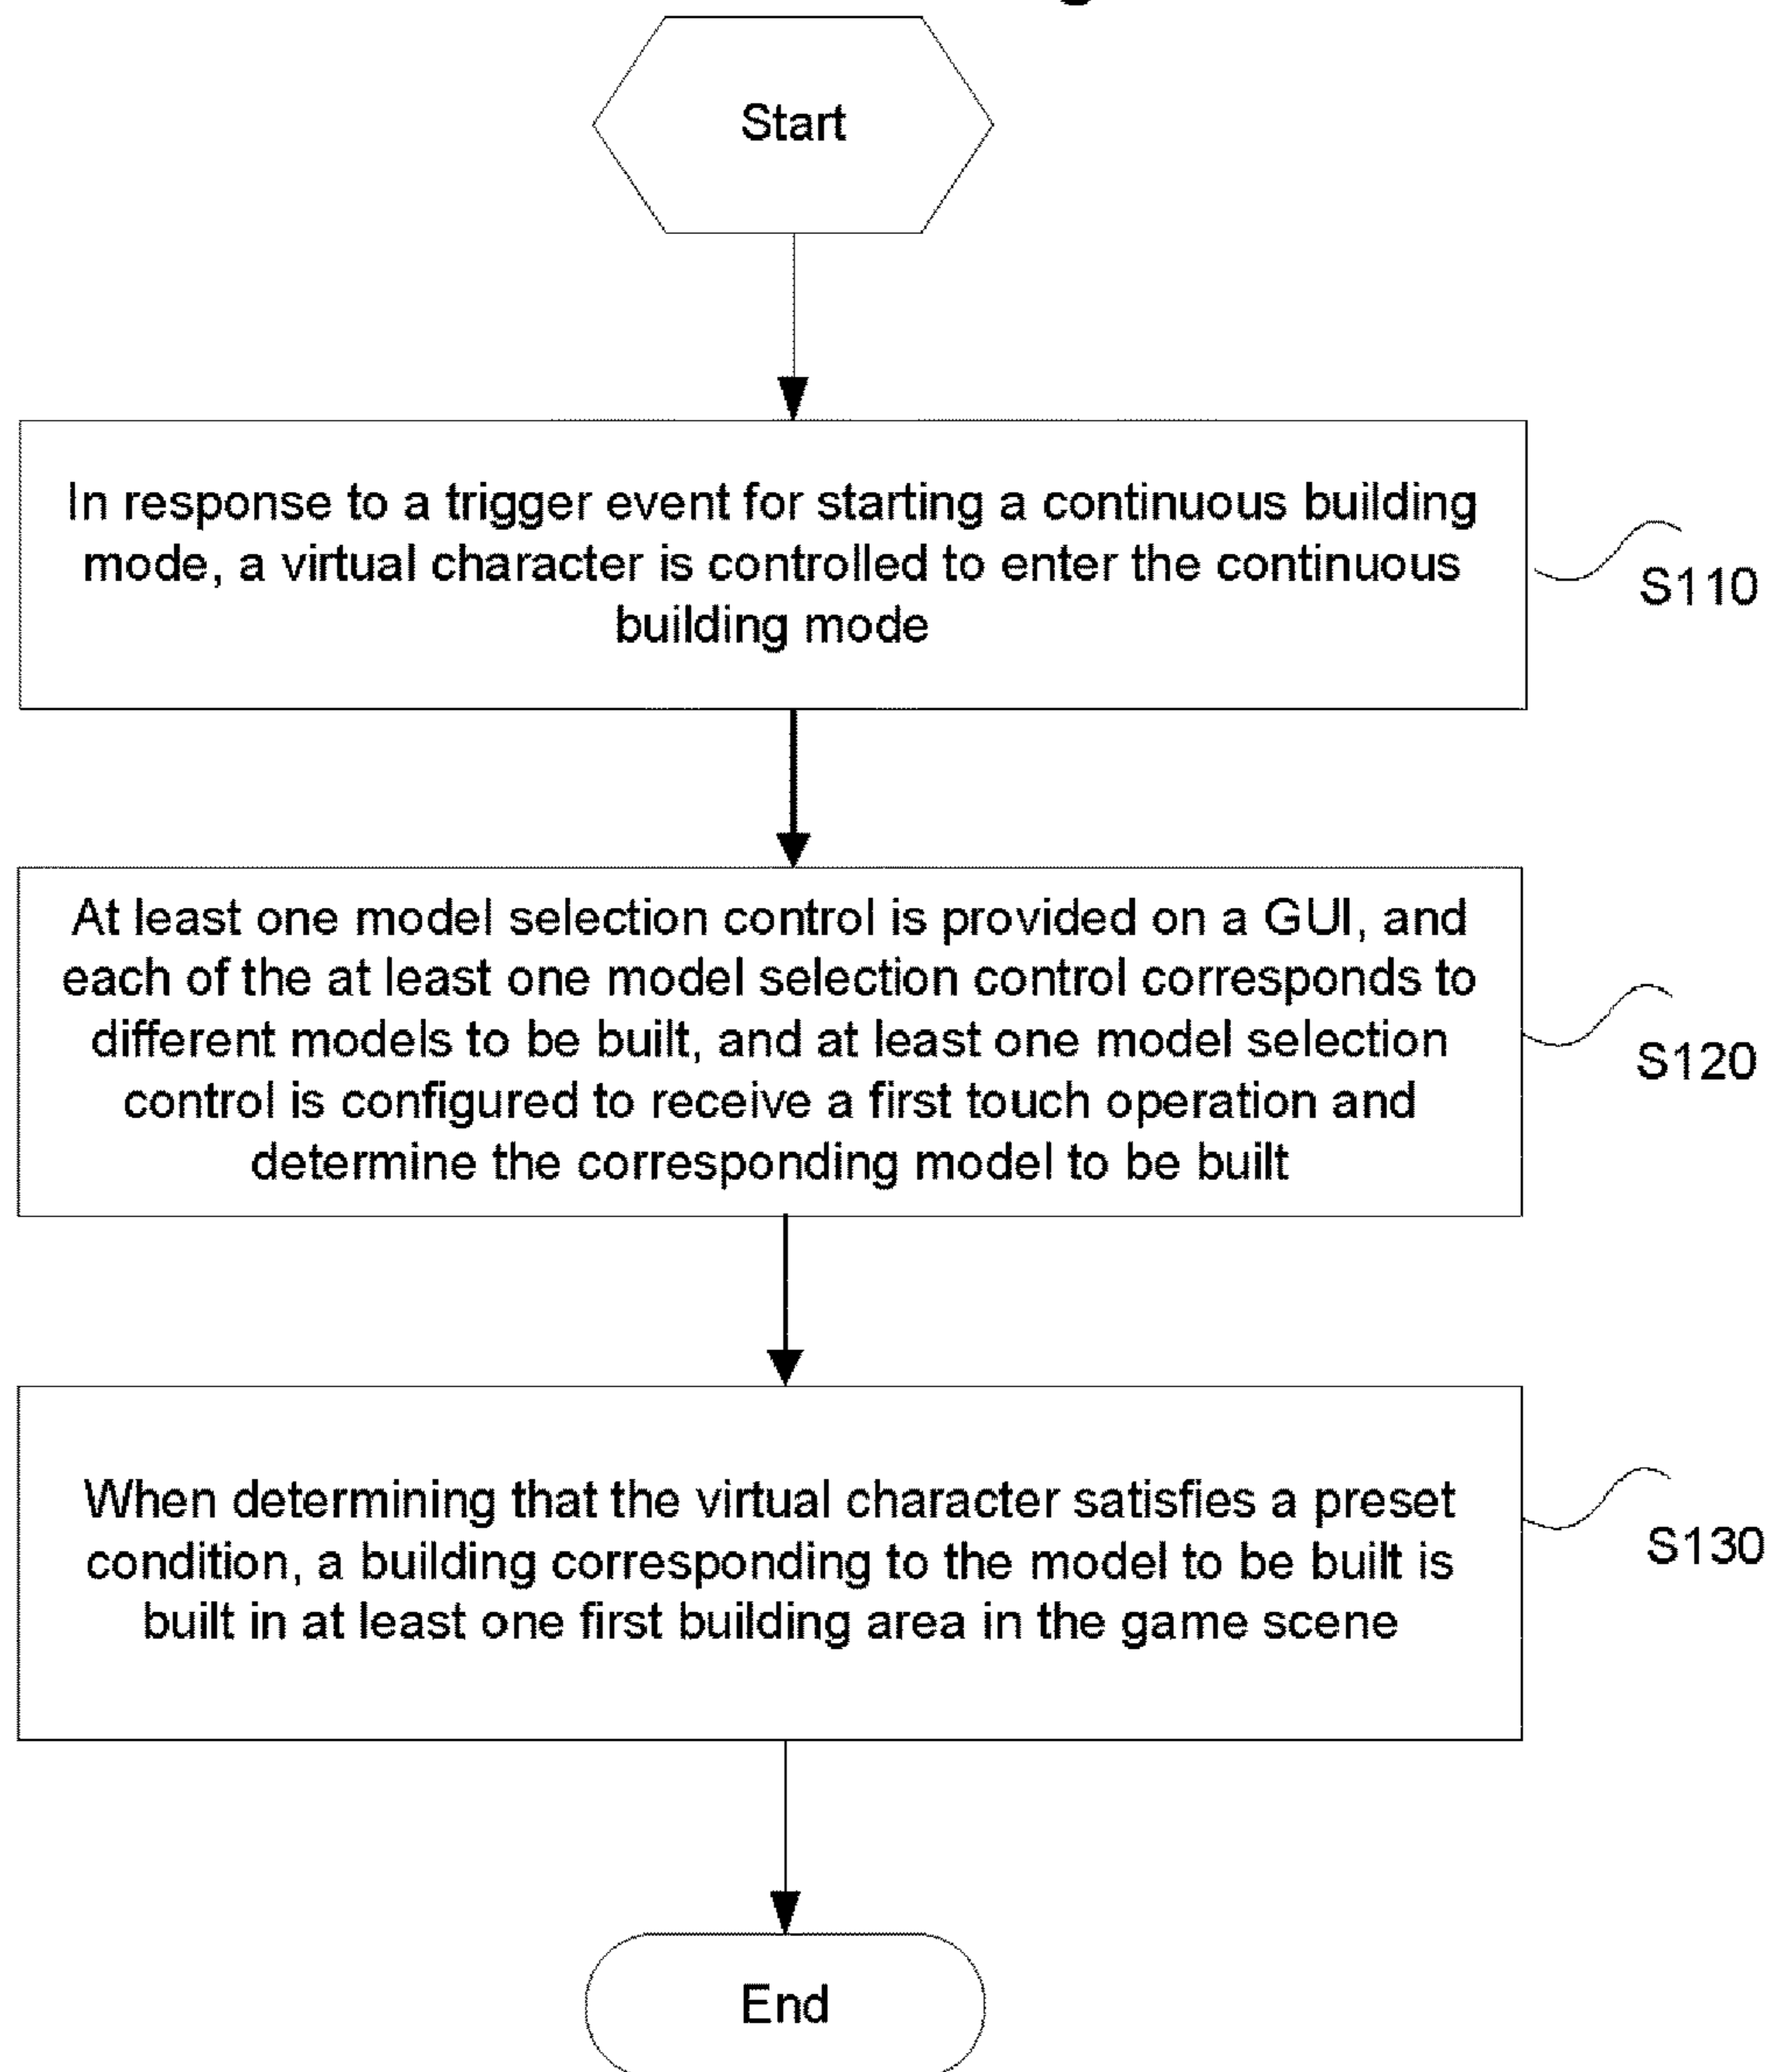 Start
In response to a trigger event for starting a continuous building
mode, a virtual character is controlled to enter the continuous
building mode
S110
At least one model selection control is provided on a GUI, and
each of the at least one model selection control corresponds to
different models to be built, and at least one model selection
control is configured to receive a first touch operation and
determine the corresponding model to be built
S120
When determining that the virtual character satisfies a preset
condition, a building corresponding to the model to be built is
built in at least one first building area in the game scene
S130
End